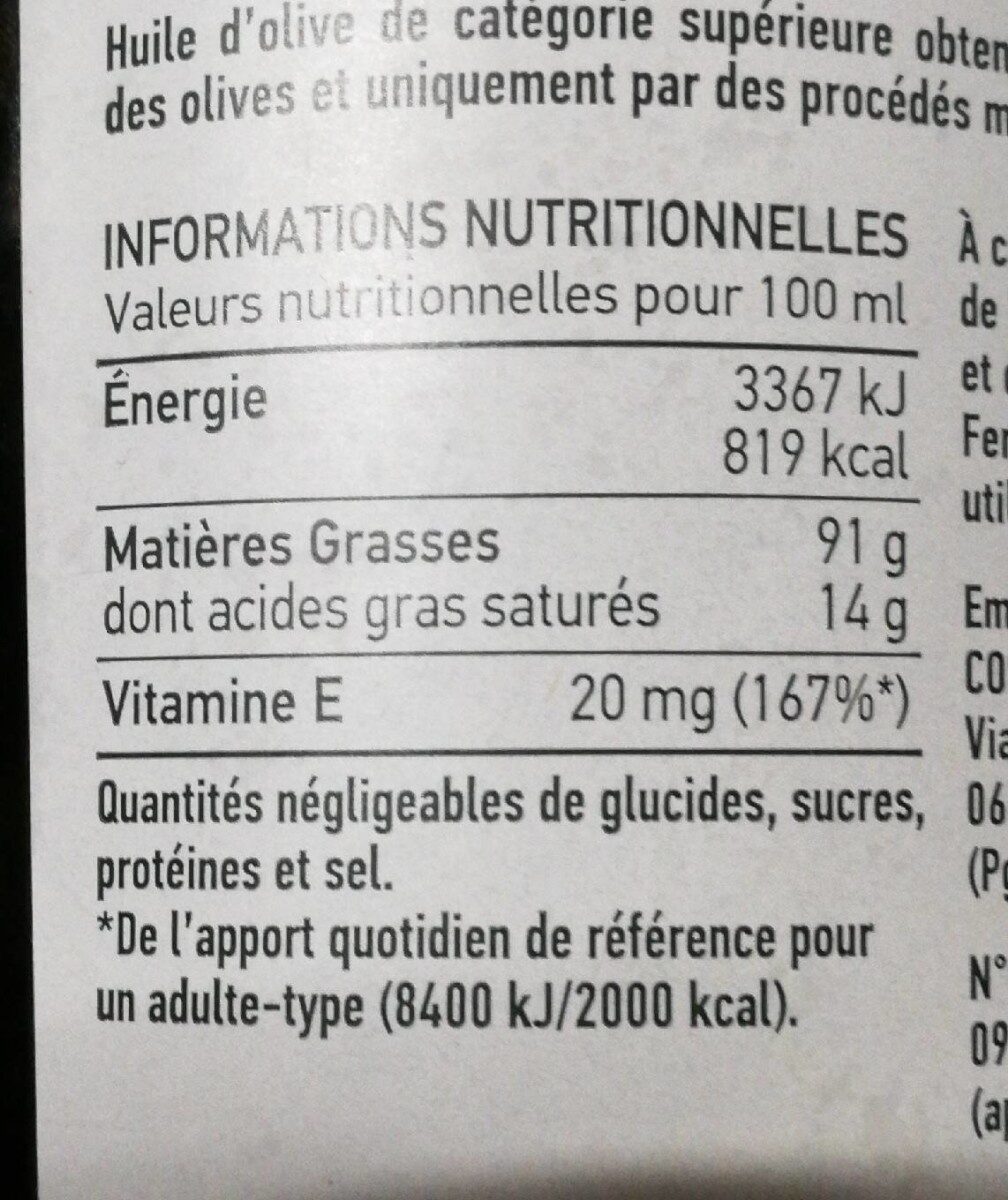 Huile d'olive de catégorie supérieure
des olives et uniquement par des procédés
INFORMATIONS NUTRITIONNELLES
Valeurs nutritionnelles pour 100 ml
Énergie 3367 kJ
819 kcal
Matières Grasses 91 g
dont acides gras saturés 14 g
Vitamine E 20 mg (167%*)
Quantités négligeables de glucides, sucres,
protéines et sel.
*De l'apport quotidien de référence pour
un adulte-type (8400 kJ/2000 kcal).
À
de
et
N°